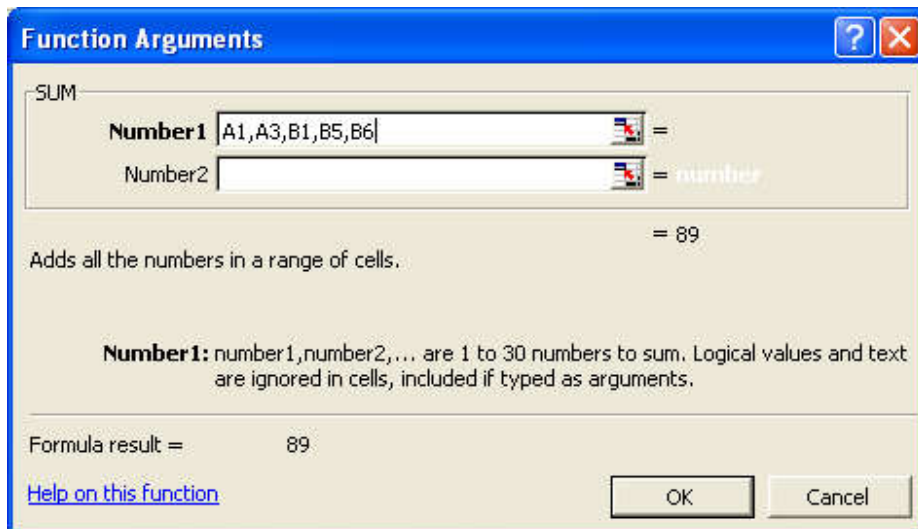 Function Arguments
SUM
Number1 A1,A3,B1,B5,B6 =
Number2 = number
= 89
Adds all the numbers in a range of cells.
Number1: number1,number2,... are 1 to 30 numbers to sum. Logical values and text
are ignored in cells, included if typed as arguments.
Formula result = 89
Help on this function OK Cancel